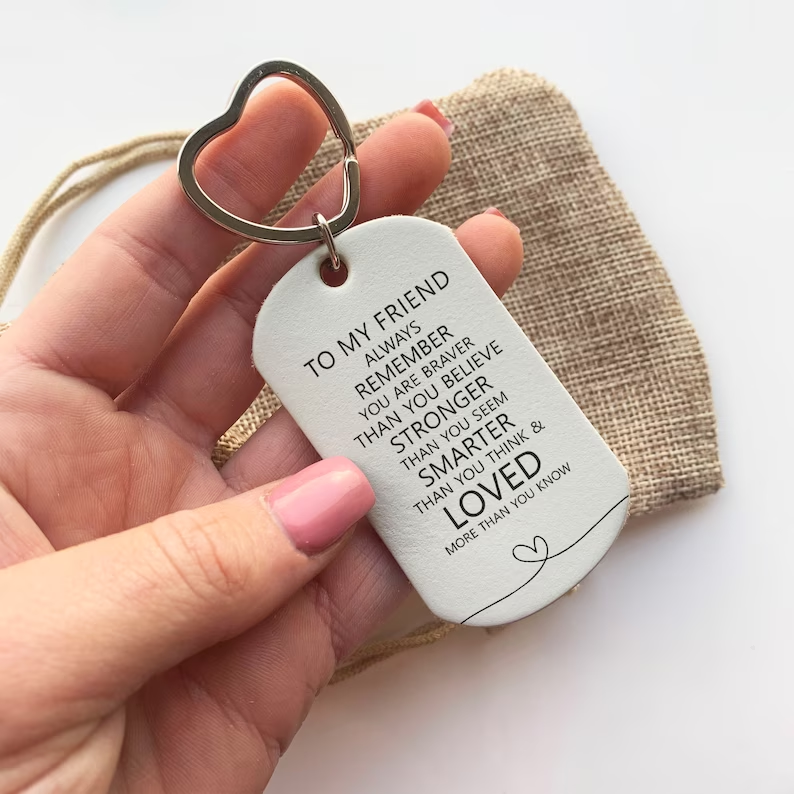 TO MY FRIEND
ALWAYS
REMEMBER
YOU ARE BRAVER
THAN YOU BELIEVE
STRONGER
THAN YOU SEEM
SMARTER
THAN YOU THINK &
LOVED
MORE THAN YOU KNOW